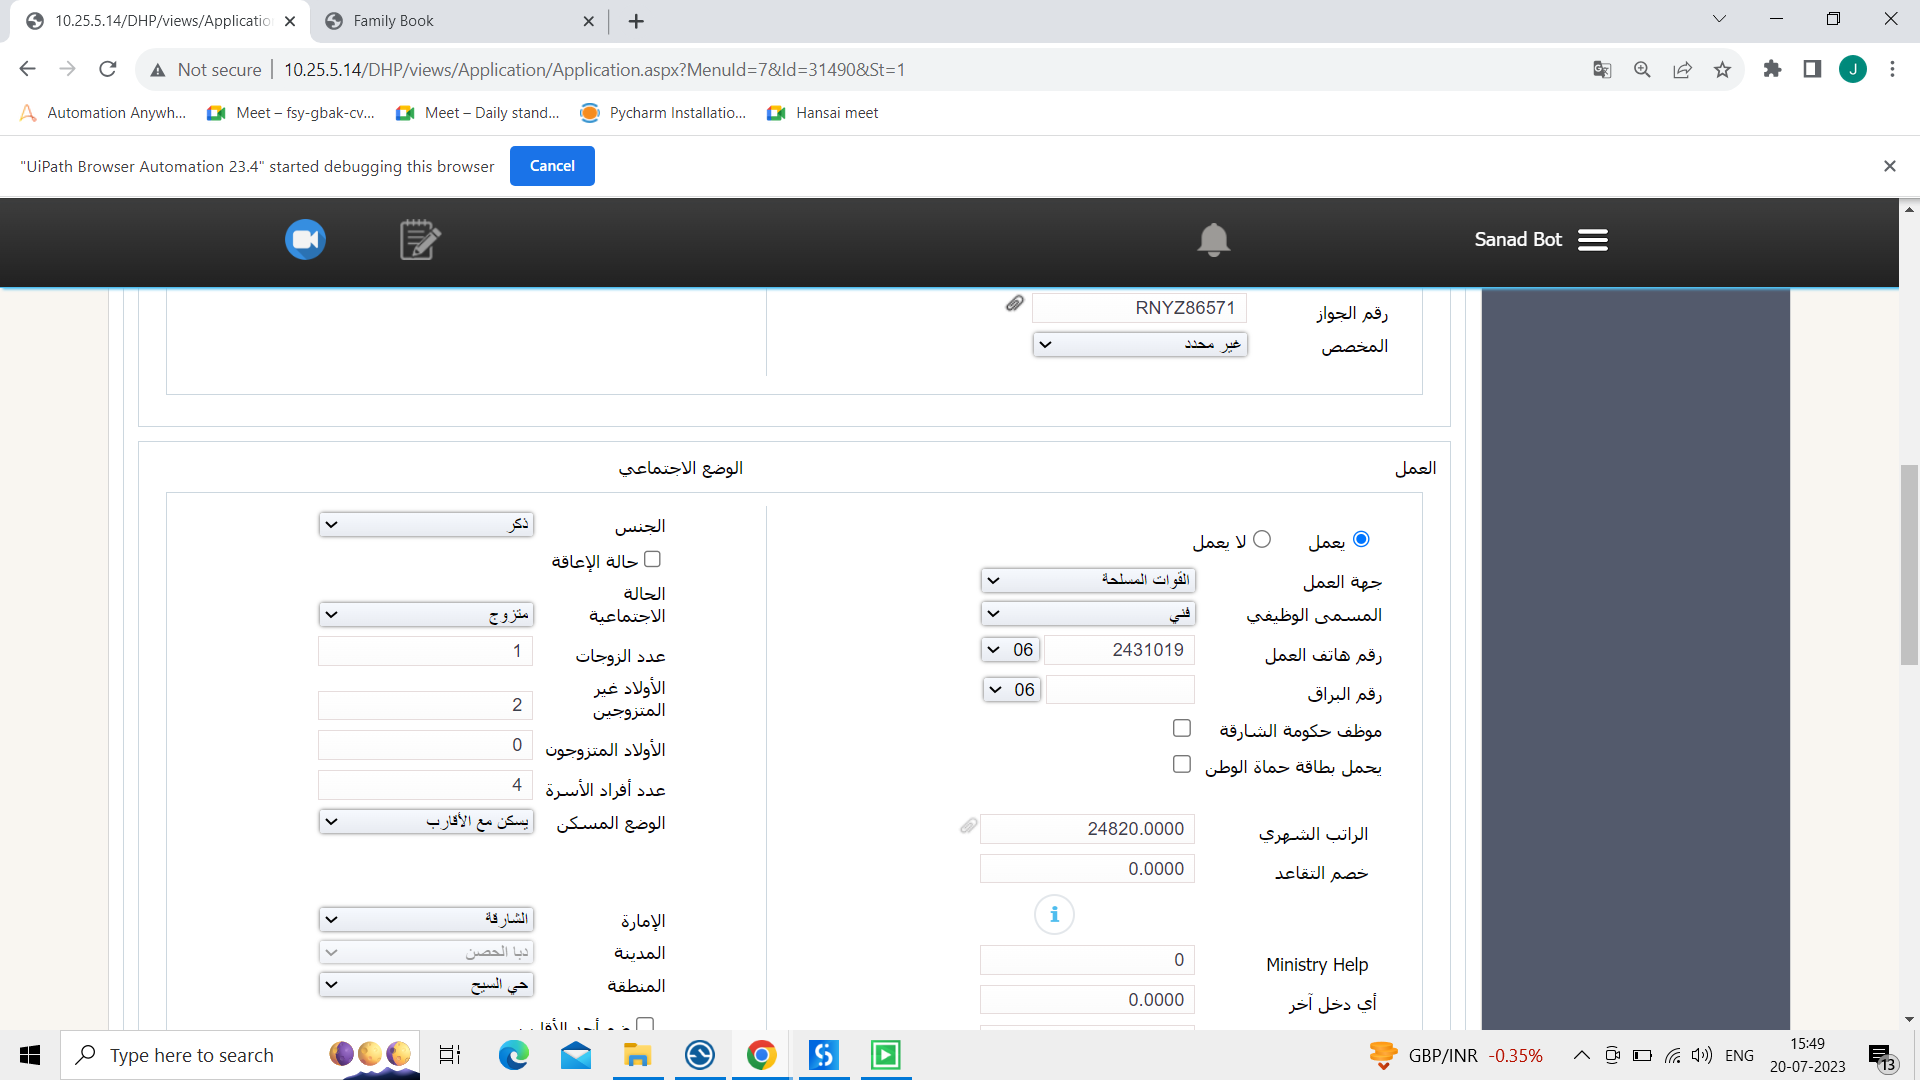 10.25.5.14/DHP/views/Applicatio
Family Book
Not secure
10.25.5.14/DHP/views/Application/Application.aspx?MenuId=7&Id=31490&St=1
J
Automation Anywh...
Meet – fsy-gbak-cv...
Meet – Daily stand...
Pycharm Installatio...
Hansai meet
"UiPath Browser Automation 23.4" started debugging this browser
Cancel
Sanad Bot
رقم الجواز RNYZ86571
المخصص غير محدد
العمل
يعمل لا يعمل
جهة العمل القوات المسلحة
المسمى الوظيفي فني
رقم هاتف العمل 2431019 06
رقم البراق 06
موظف حكومة الشارقة
يحمل بطاقة حماة الوطن
الراتب الشهري 24820.0000
خصم التقاعد 0.0000
Ministry Help 0
أي دخل آخر 0.0000
الوضع الاجتماعي
الجنس ذكر
حالة الإعاقة
الحالة
الاجتماعية متزوج
عدد الزوجات 1
الأولاد غير
المتزوجين 2
الأولاد المتزوجون 0
عدد أفراد الأسرة 4
الوضع المسكن يسكن مع الأقارب
الإمارة الشارقة
المدينة دبا الحصن
المنطقة حي السيح
Type here to search
GBP/INR -0.35%
ENG
15:49
20-07-2023
13